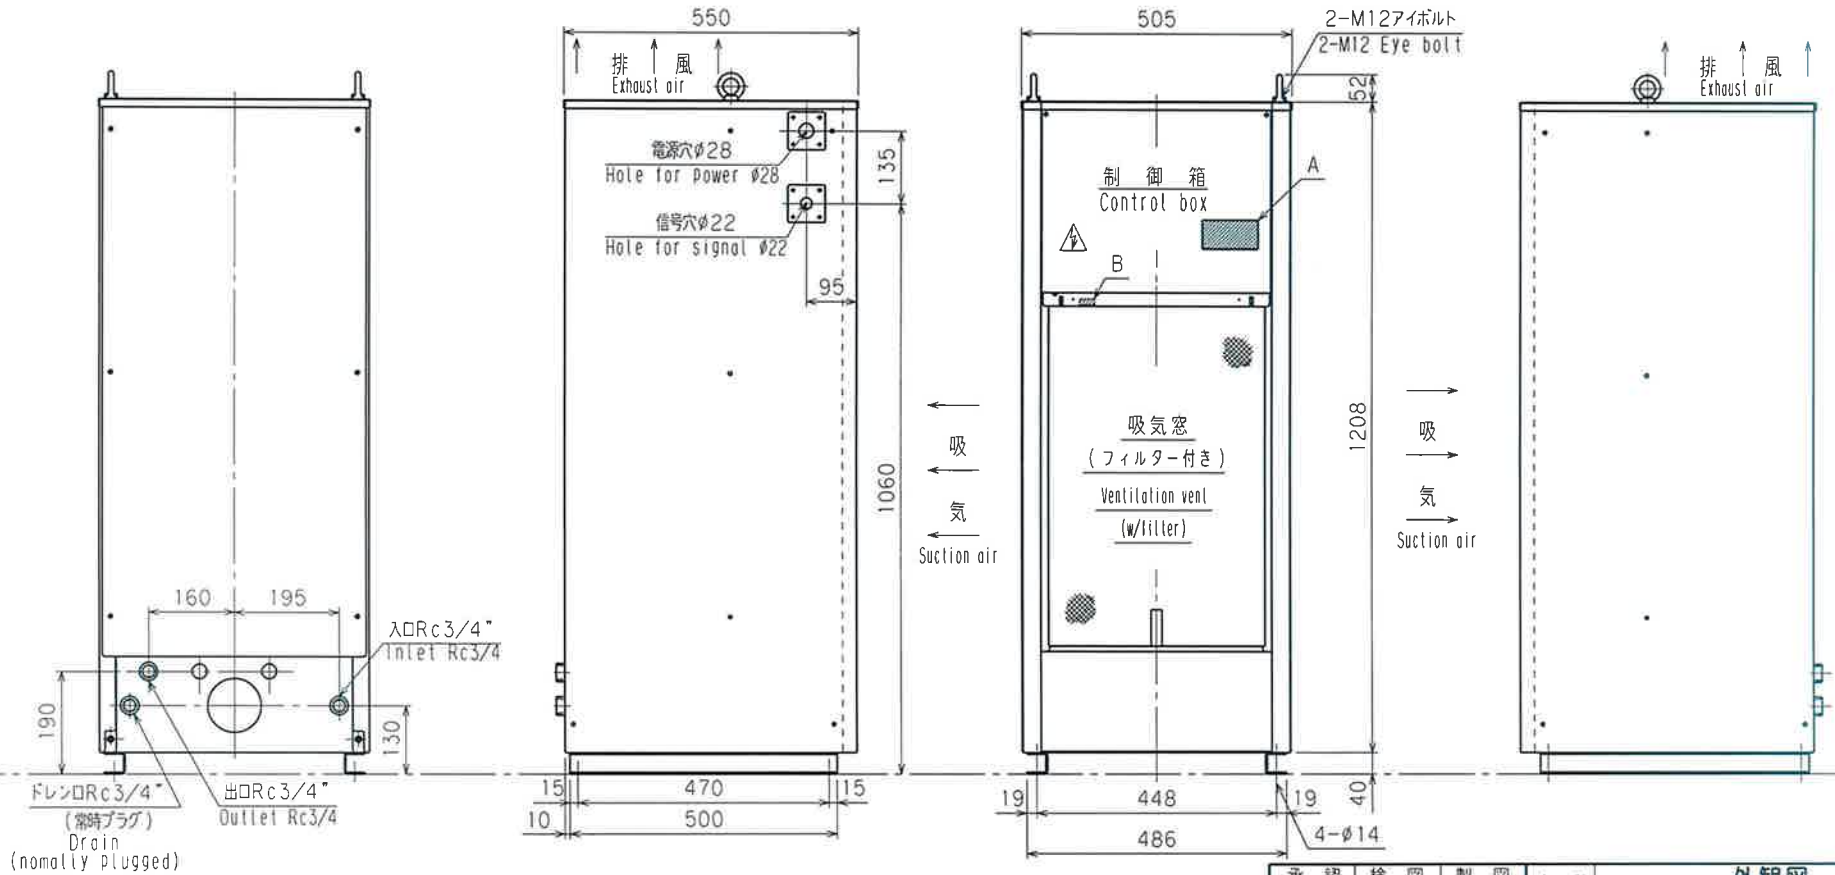 550
505
2-M12アイボルト
2-M12 Eye bolt
排 風
Exhaust air
52
排 風
Exhaust air
電源穴φ28
Hole for Power φ28
135
信号穴φ22
Hole for signal φ22
95
制 御 箱
Control box
A
B
1060
1208
吸
気
Suction air
吸気窓
(フィルター付き)
Ventilation vent
(w/filter)
吸
気
Suction air
160
195
入口Rc3/4"
Inlet Rc3/4
190
130
ドレン口Rc3/4"
(常時プラグ)
Drain
(nomally plugged)
出口Rc3/4"
Outlet Rc3/4
15
470
15
10
500
19
448
19
486
40
4-φ14
承 認
検 図
製 図